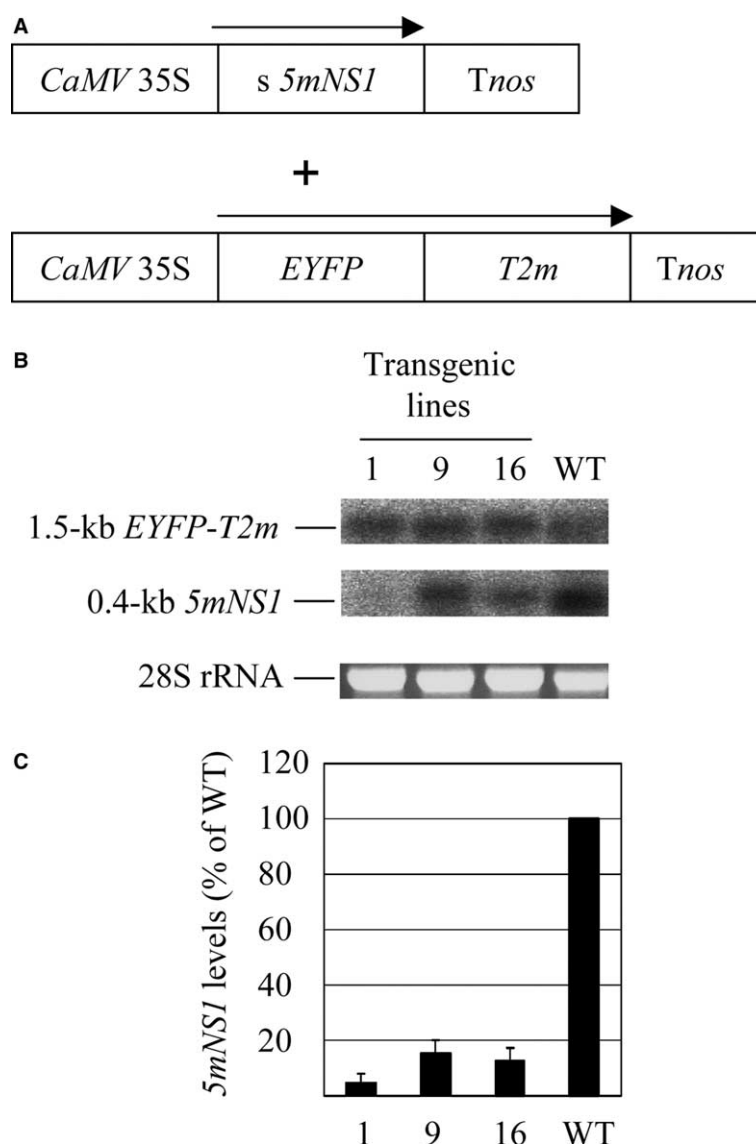 A
CaMV 35S s 5mNS1 Tnos
+
CaMV 35S EYFP T2m Tnos
B
Transgenic
lines
1 9 16 WT
1.5-kb EYFP-T2m
0.4-kb 5mNS1
28S rRNA
C
5mNS1 levels (% of WT)
120
100
80
60
40
20
1 9 16 WT